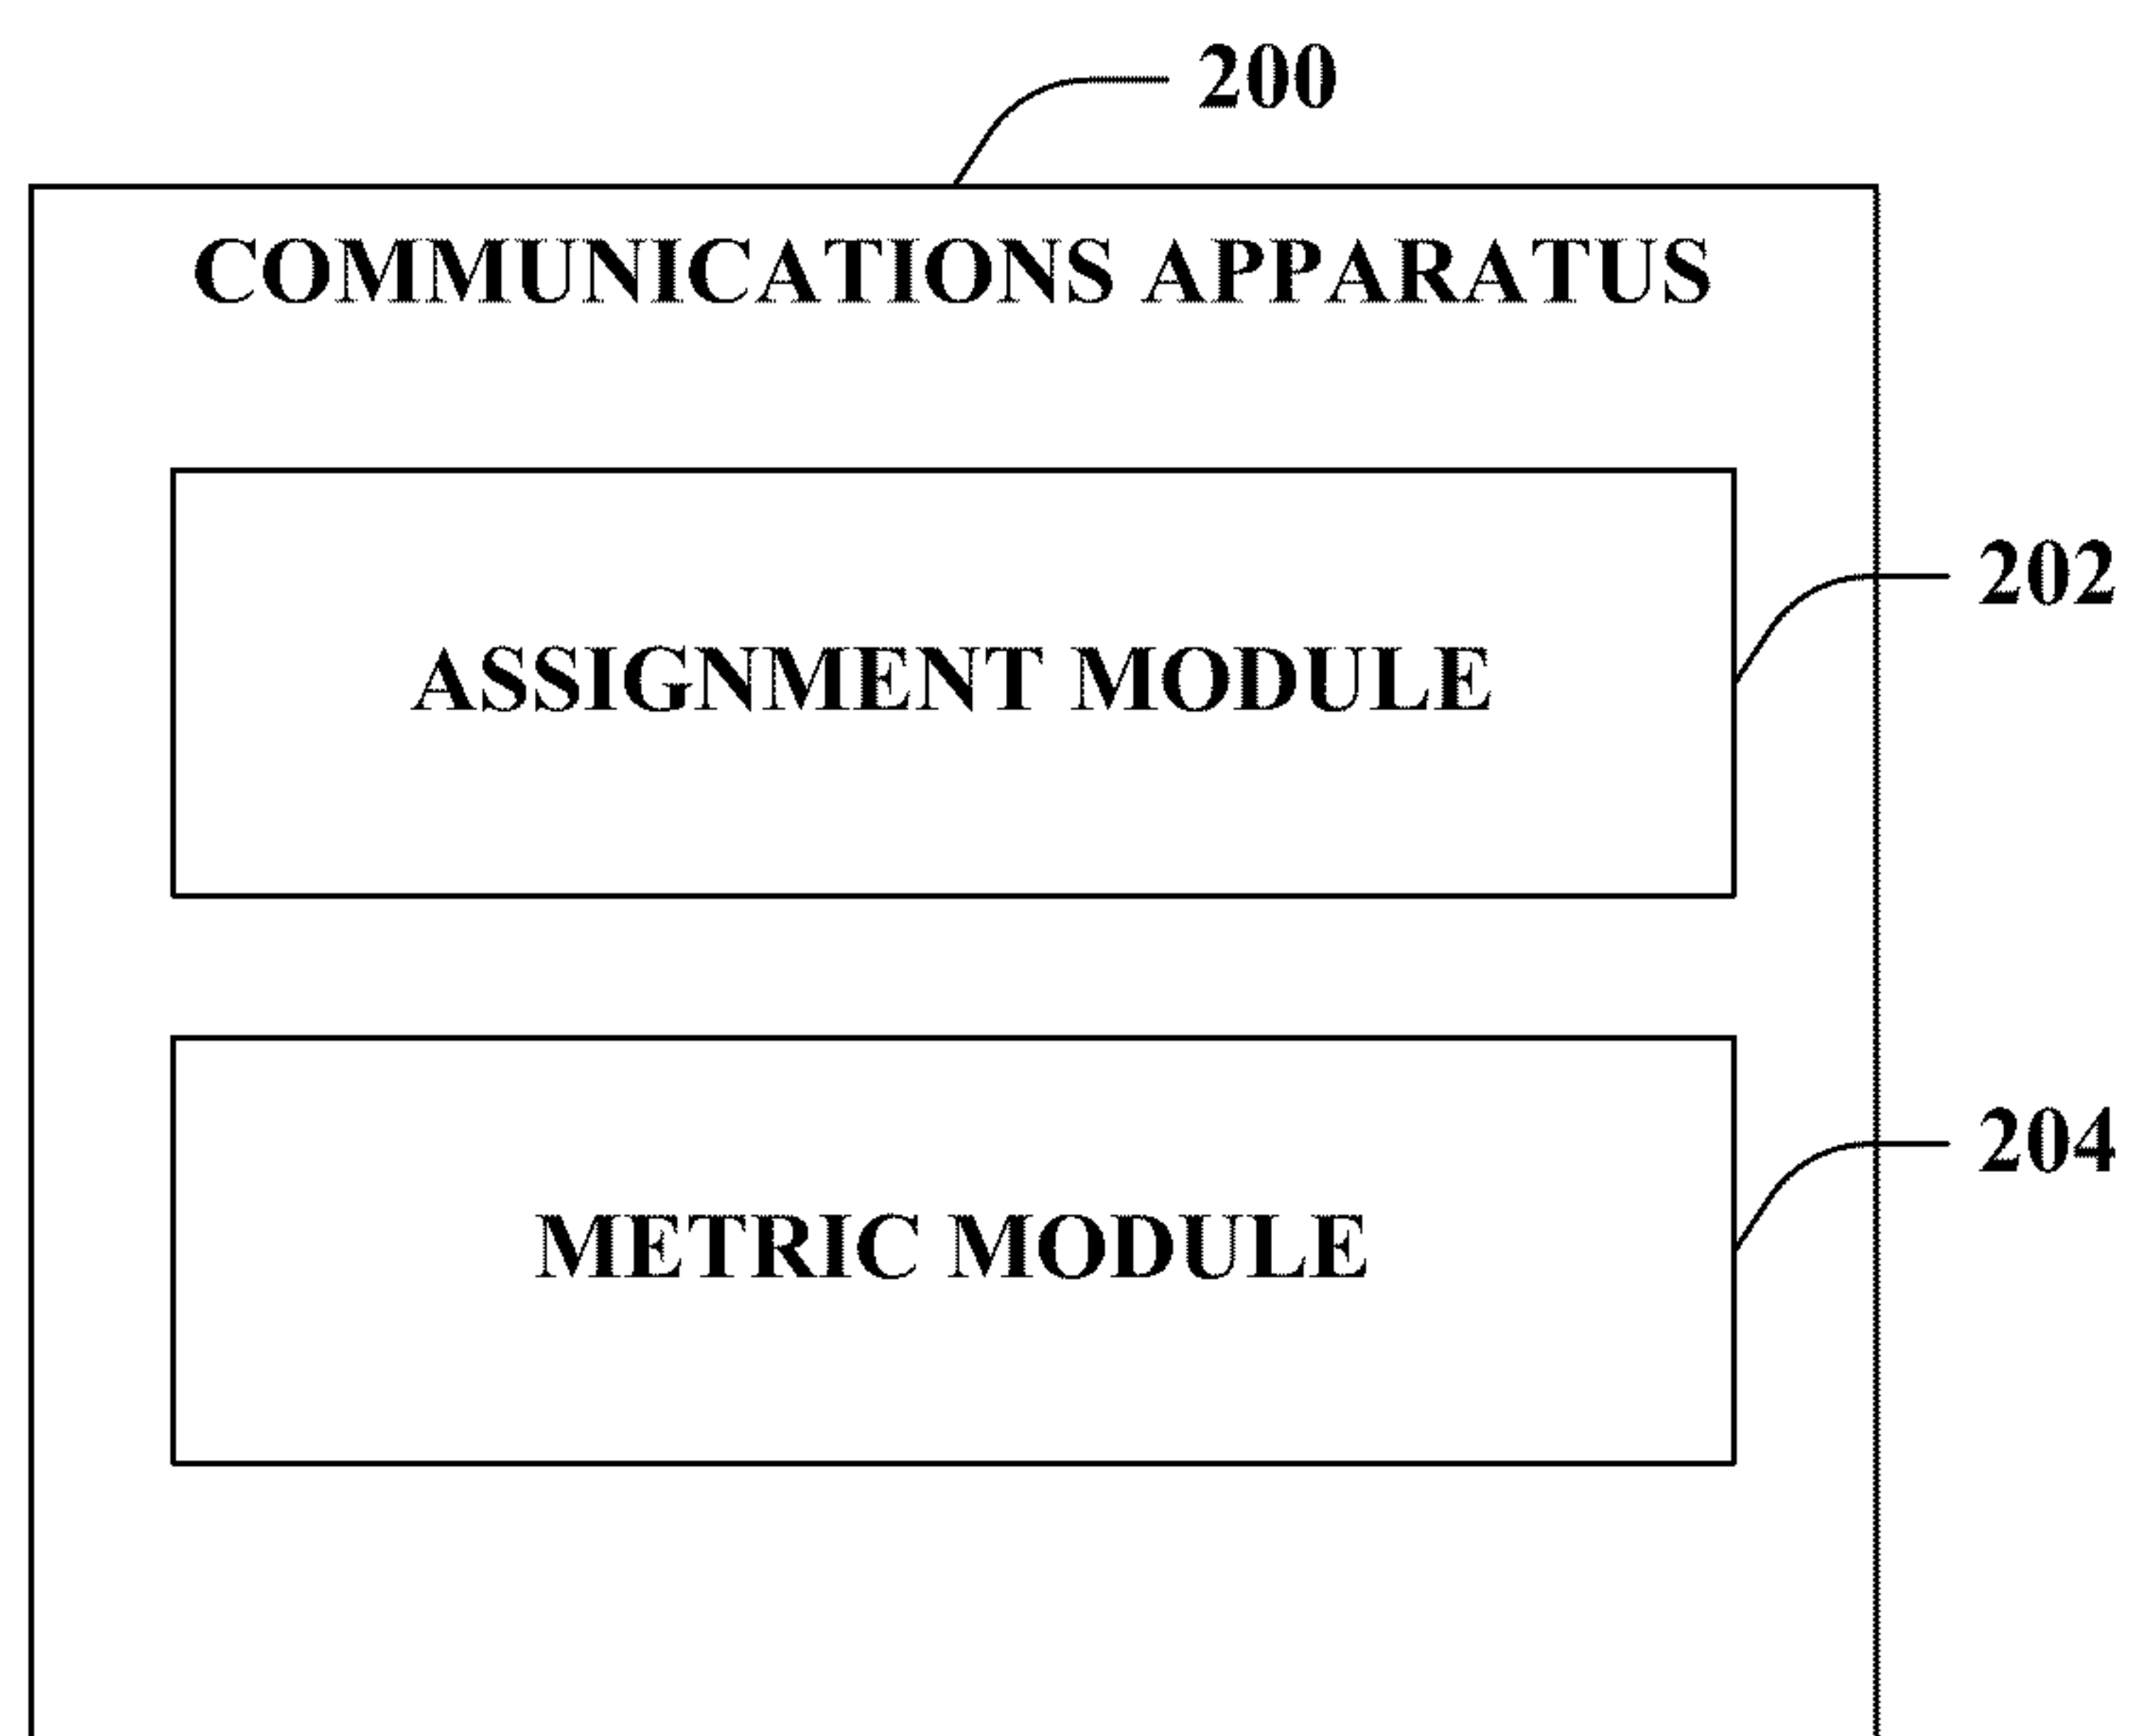 200
COMMUNICATIONS APPARATUS
202
ASSIGNMENT MODULE
204
METRIC MODULE